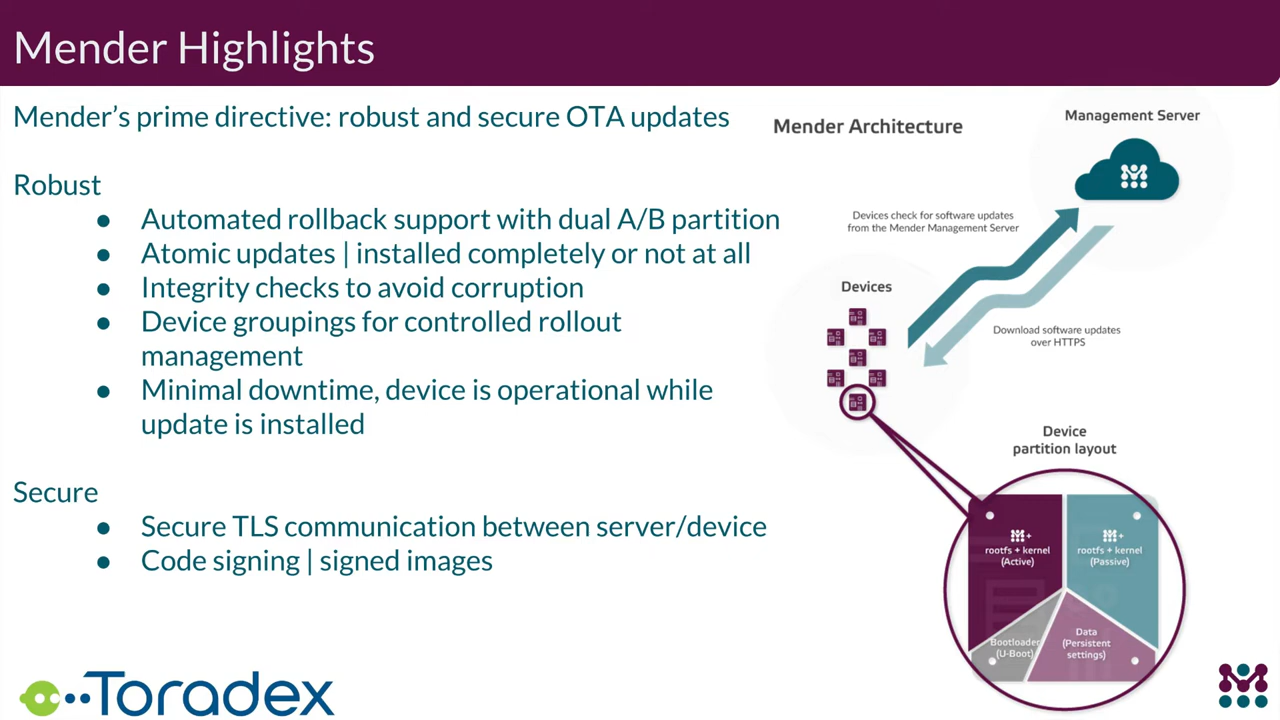 Mender Highlights
Mender's prime directive: robust and secure OTA updates
Robust
● Automated rollback support with dual A/B partition
● Atomic updates | installed completely or not at all
● Integrity checks to avoid corruption
● Device groupings for controlled rollout
management
● Minimal downtime, device is operational while
update is installed
Secure
● Secure TLS communication between server/device
● Code signing | signed images
Mender Architecture
Management Server
Devices check for software updates
from the Mender Management Server
Devices
Download software updates
over HTTPS
Device
partition layout
+
rootfs + kernel
(Active)
+
rootfs + kernel
(Passive)
Bootloader
(U-Boot)
Data
(Persistent
settings)
Toradex